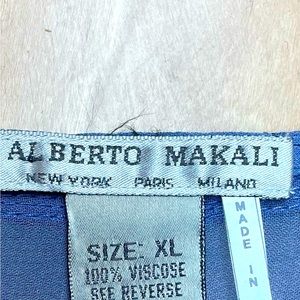 ALBERTO MAKALI
NEW YORK PARIS MILANO
SIZE: XL
100% VISCOSE
SEE REVERSE
MADE IN